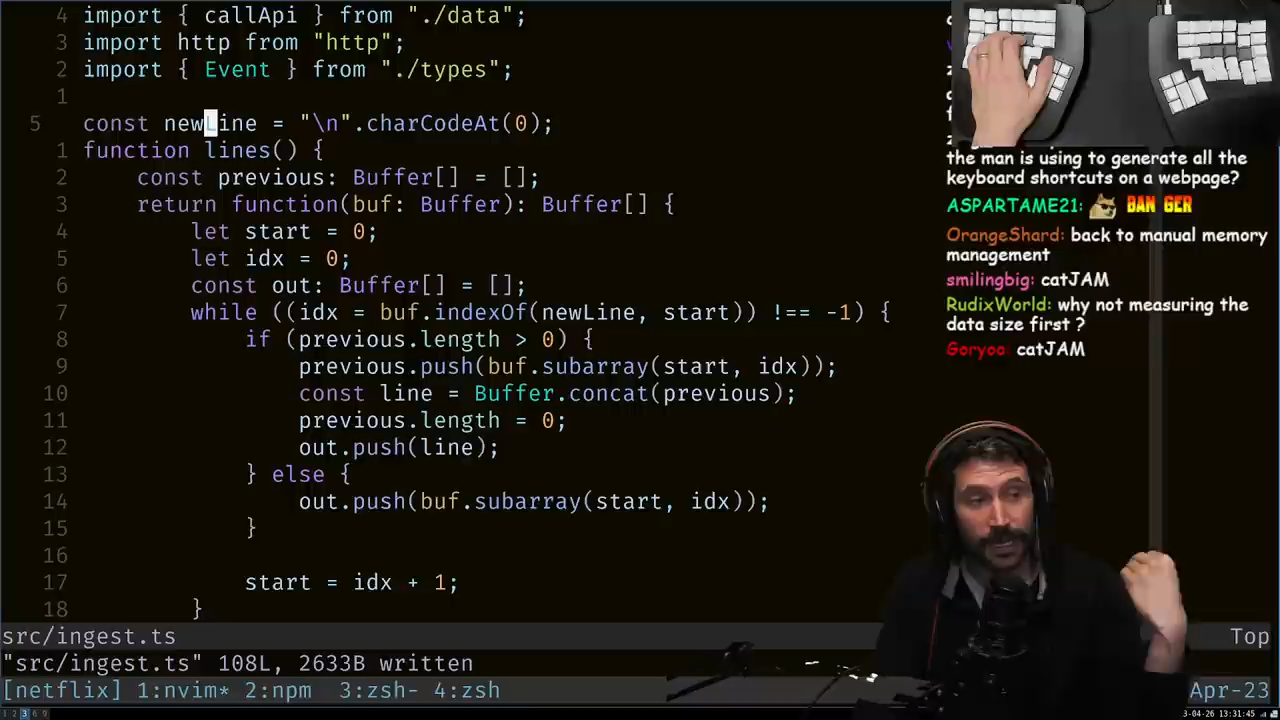 4 import { callApi } from "./data";
3 import http from "http";
2 import { Event } from "./types";
1
5 const newLine = "\n".charCodeAt(0);
1 function lines() {
2 const previous: Buffer[] = [];
3 return function(buf: Buffer): Buffer[] {
4 let start = 0;
5 let idx = 0;
6 const out: Buffer[] = [];
7 while ((idx = buf.indexOf(newLine, start)) !== -1) {
8 if (previous.length > 0) {
9 previous.push(buf.subarray(start, idx));
10 const line = Buffer.concat(previous);
11 previous.length = 0;
12 out.push(line);
13 } else {
14 out.push(buf.subarray(start, idx));
15 }
16
17 start = idx + 1;
18 }
src/ingest.ts Top
"src/ingest.ts" 108L, 2633B written
[netflix] 1:nvim* 2:npm 3:zsh- 4:zsh Apr-23
the man is using to generate all the
keyboard shortcuts on a webpage?
ASPARTAME21: BAN GER
OrangeShard: back to manual memory
management
smilingbig: catJAM
RudixWorld: why not measuring the
data size first ?
Goryoa: catJAM
3-04-26 13:31:45